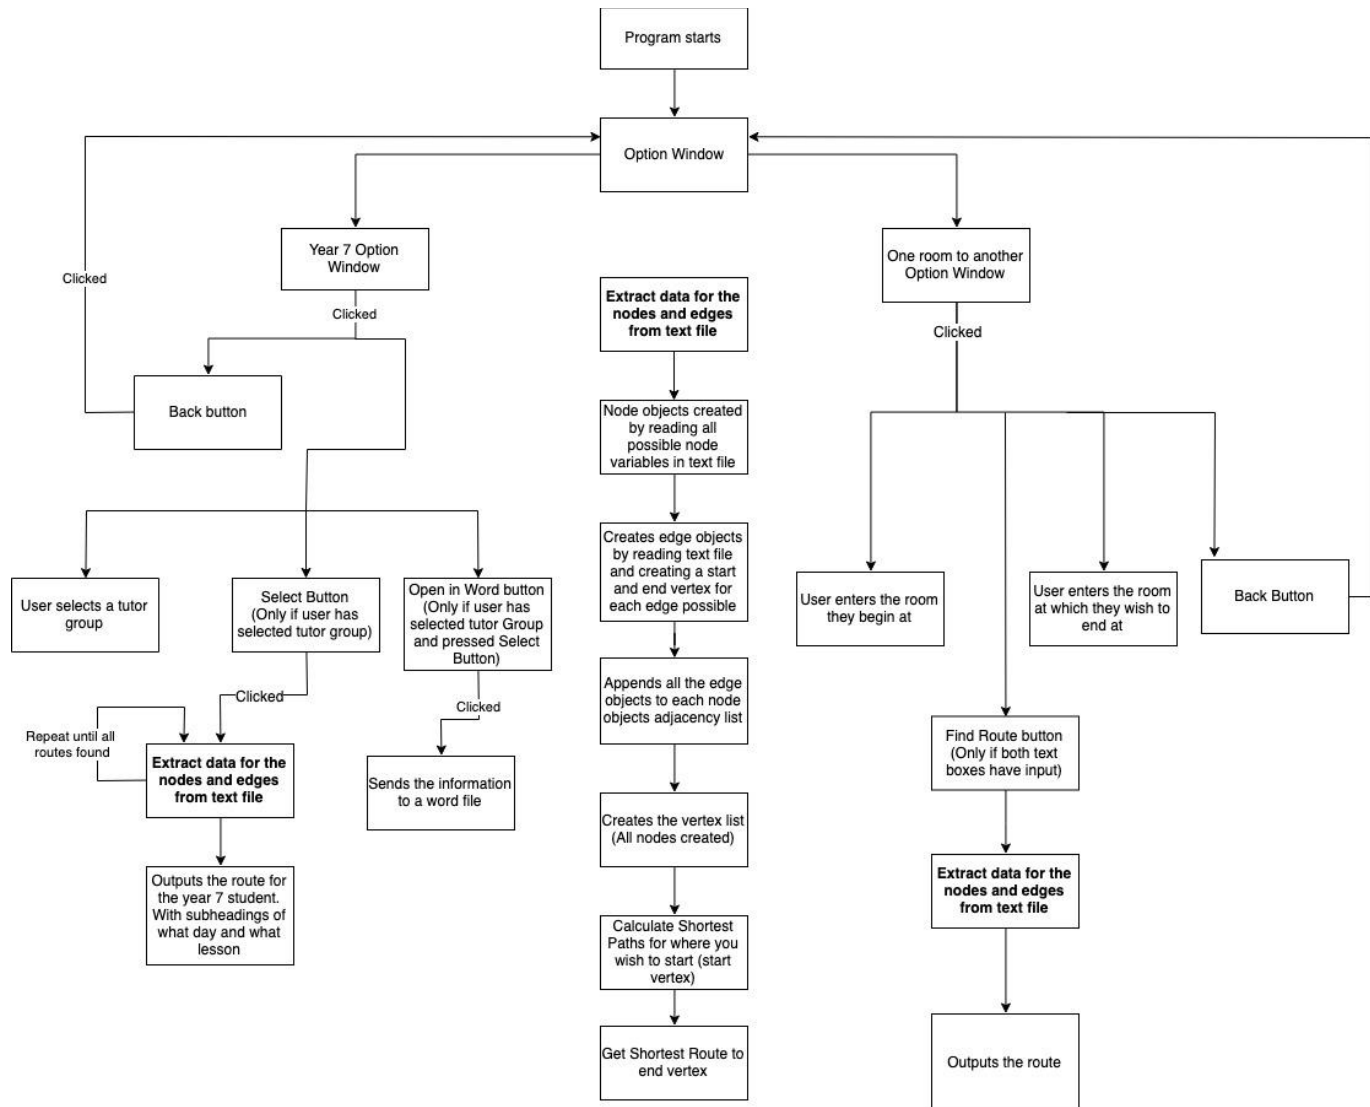 Program starts
Option Window
Year 7 Option
Window
Clicked
Clicked
Back button
User selects a tutor
group
Select Button
(Only if user has
selected tutor group)
Open in Word button
(Only if user has
selected tutor Group
and pressed Select
Button)
Clicked
Clicked
Repeat until all
routes found
Extract data for the
nodes and edges
from text file
Sends the information
to a word file
Outputs the route for
the year 7 student.
With subheadings of
what day and what
lesson
Extract data for the
nodes and edges
from text file
Node objects created
by reading all
possible node
variables in text file
Creates edge objects
by reading text file
and creating a start
and end vertex for
each edge possible
Appends all the edge
objects to each node
objects adjacency list
Creates the vertex list
(All nodes created)
Calculate Shortest
Paths for where you
wish to start (start
vertex)
Get Shortest Route to
end vertex
One room to another
Option Window
Clicked
User enters the room
they begin at
User enters the room
at which they wish to
end at
Back Button
Find Route button
(Only if both text
boxes have input)
Extract data for the
nodes and edges
from text file
Outputs the route